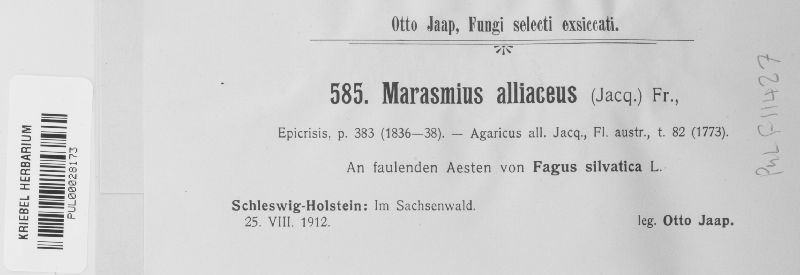 Otto Jaap, Fungi selecti exsiccati.
585. Marasmius alliaceus (Jacq.) Fr.,
Epicrisis, p. 383 (1836—38). — Agaricus all. Jacq., Fl. austr., t. 82 (1773).
An faulenden Aesten von Fagus silvatica L.
Schleswig-Holstein: Im Sachsenwald.
25. VIII. 1912.
leg. Otto Jaap.
KRIEBEL HERBARIUM
PUL00028173
PUL F11427